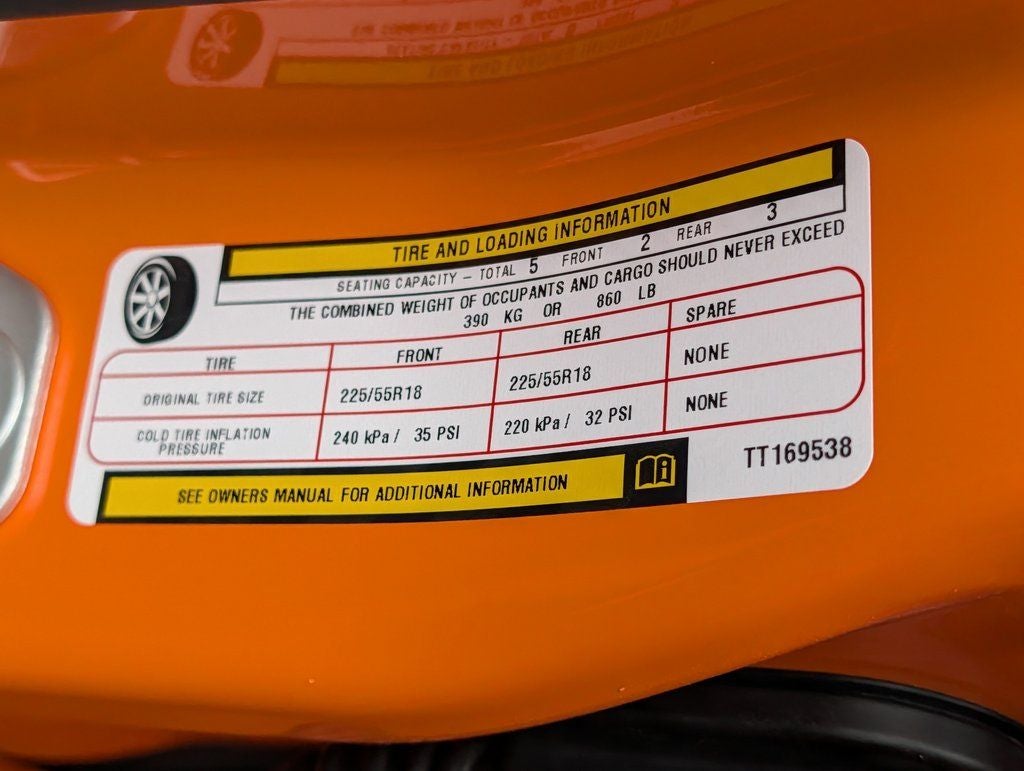 TIRE AND LOADING INFORMATION
SEATING CAPACITY – TOTAL 5 FRONT 2 REAR 3
THE COMBINED WEIGHT OF OCCUPANTS AND CARGO SHOULD NEVER EXCEED
390 KG OR 860 LB
TIRE FRONT REAR SPARE
ORIGINAL TIRE SIZE 225/55R18 225/55R18 NONE
COLD TIRE INFLATION PRESSURE 240 kPa / 35 PSI 220 kPa / 32 PSI NONE
SEE OWNERS MANUAL FOR ADDITIONAL INFORMATION
TT169538